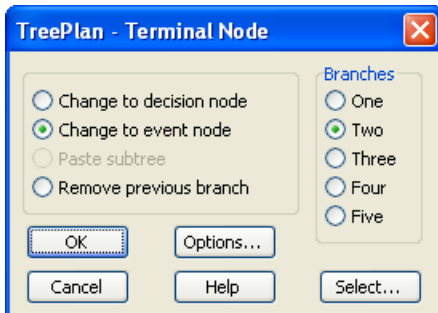 TreePlan - Terminal Node
Branches
Change to decision node
Change to event node
Paste subtree
Remove previous branch
One
Two
Three
Four
Five
OK
Options...
Cancel
Help
Select...